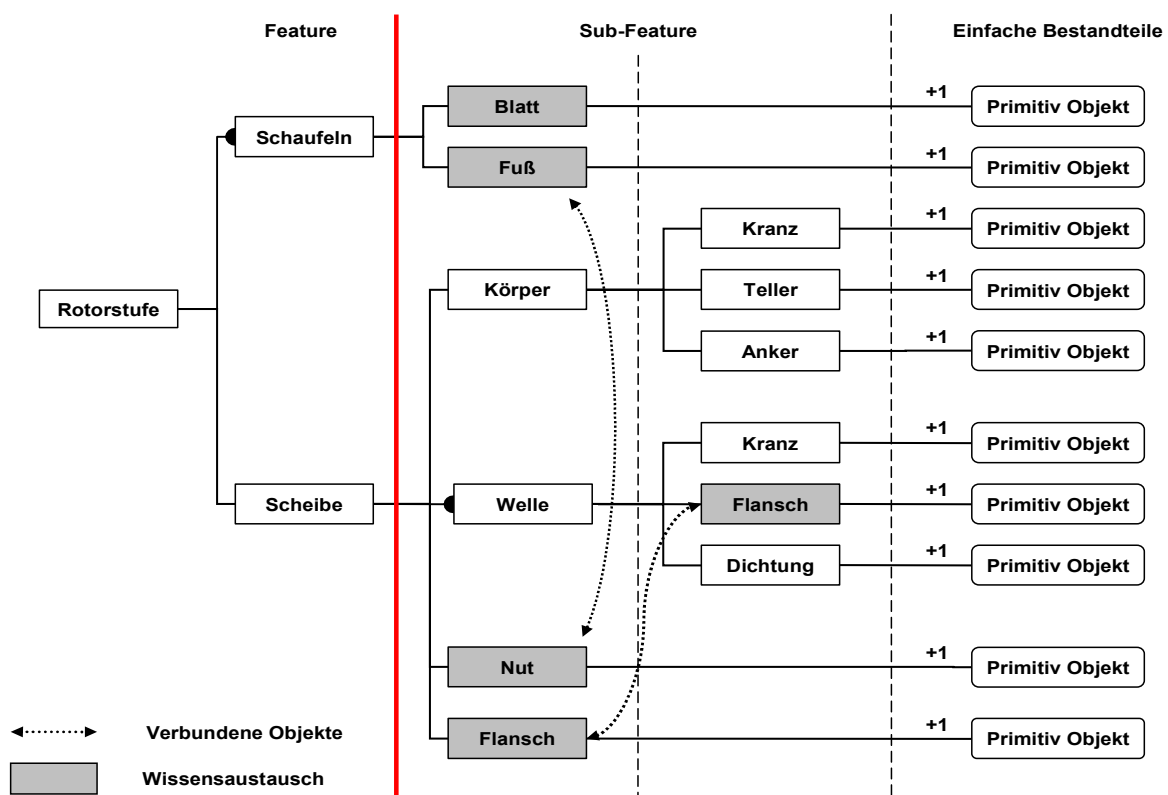 Feature
Sub-Feature
Einfache Bestandteile
Blatt
+1
Primitiv Objekt
Schaufeln
Fuß
+1
Primitiv Objekt
Kranz
+1
Primitiv Objekt
Rotorstufe
Körper
Teller
+1
Primitiv Objekt
Anker
+1
Primitiv Objekt
Kranz
+1
Primitiv Objekt
Scheibe
Welle
Flansch
+1
Primitiv Objekt
Dichtung
+1
Primitiv Objekt
Nut
+1
Primitiv Objekt
Flansch
+1
Primitiv Objekt
Verbundene Objekte
Wissensaustausch